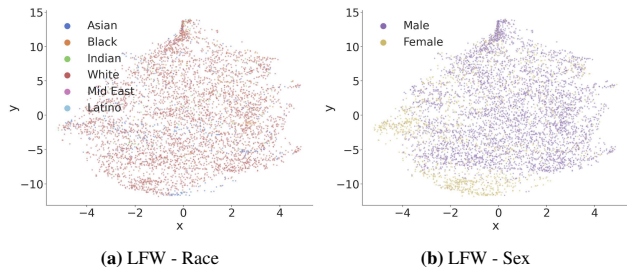 15
10
5
0
−5
−10
y
−4
−2
0
2
4
x
Asian
Black
Indian
White
Mid East
Latino
(a) LFW - Race
15
10
5
0
−5
−10
y
−4
−2
0
2
4
x
Male
Female
(b) LFW - Sex